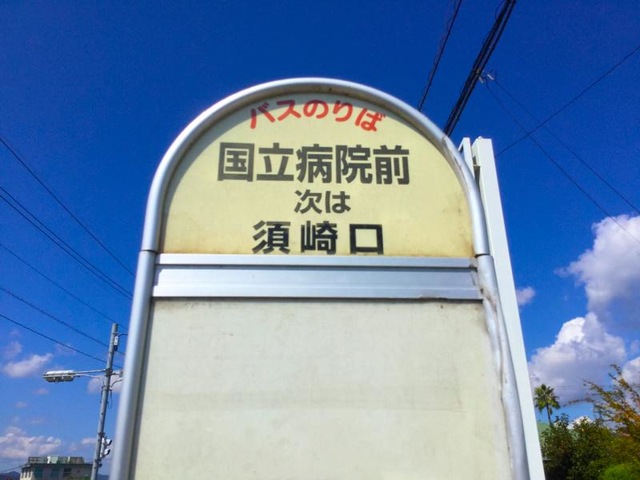 バスのりば
国立病院前
次は
須崎口